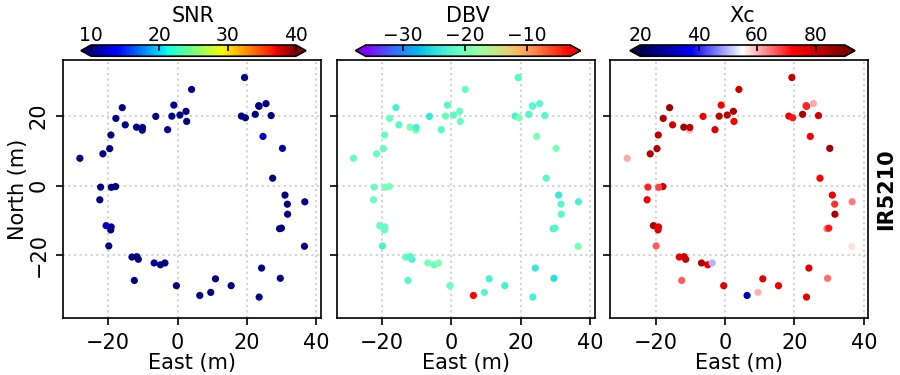 SNR DBV Xc
10 20 30 40 −30 −20 −10 20 40 60 80
North (m)
20
0
−20
IR5210
−20 0 20 40 −20 0 20 40 −20 0 20 40
East (m) East (m) East (m)